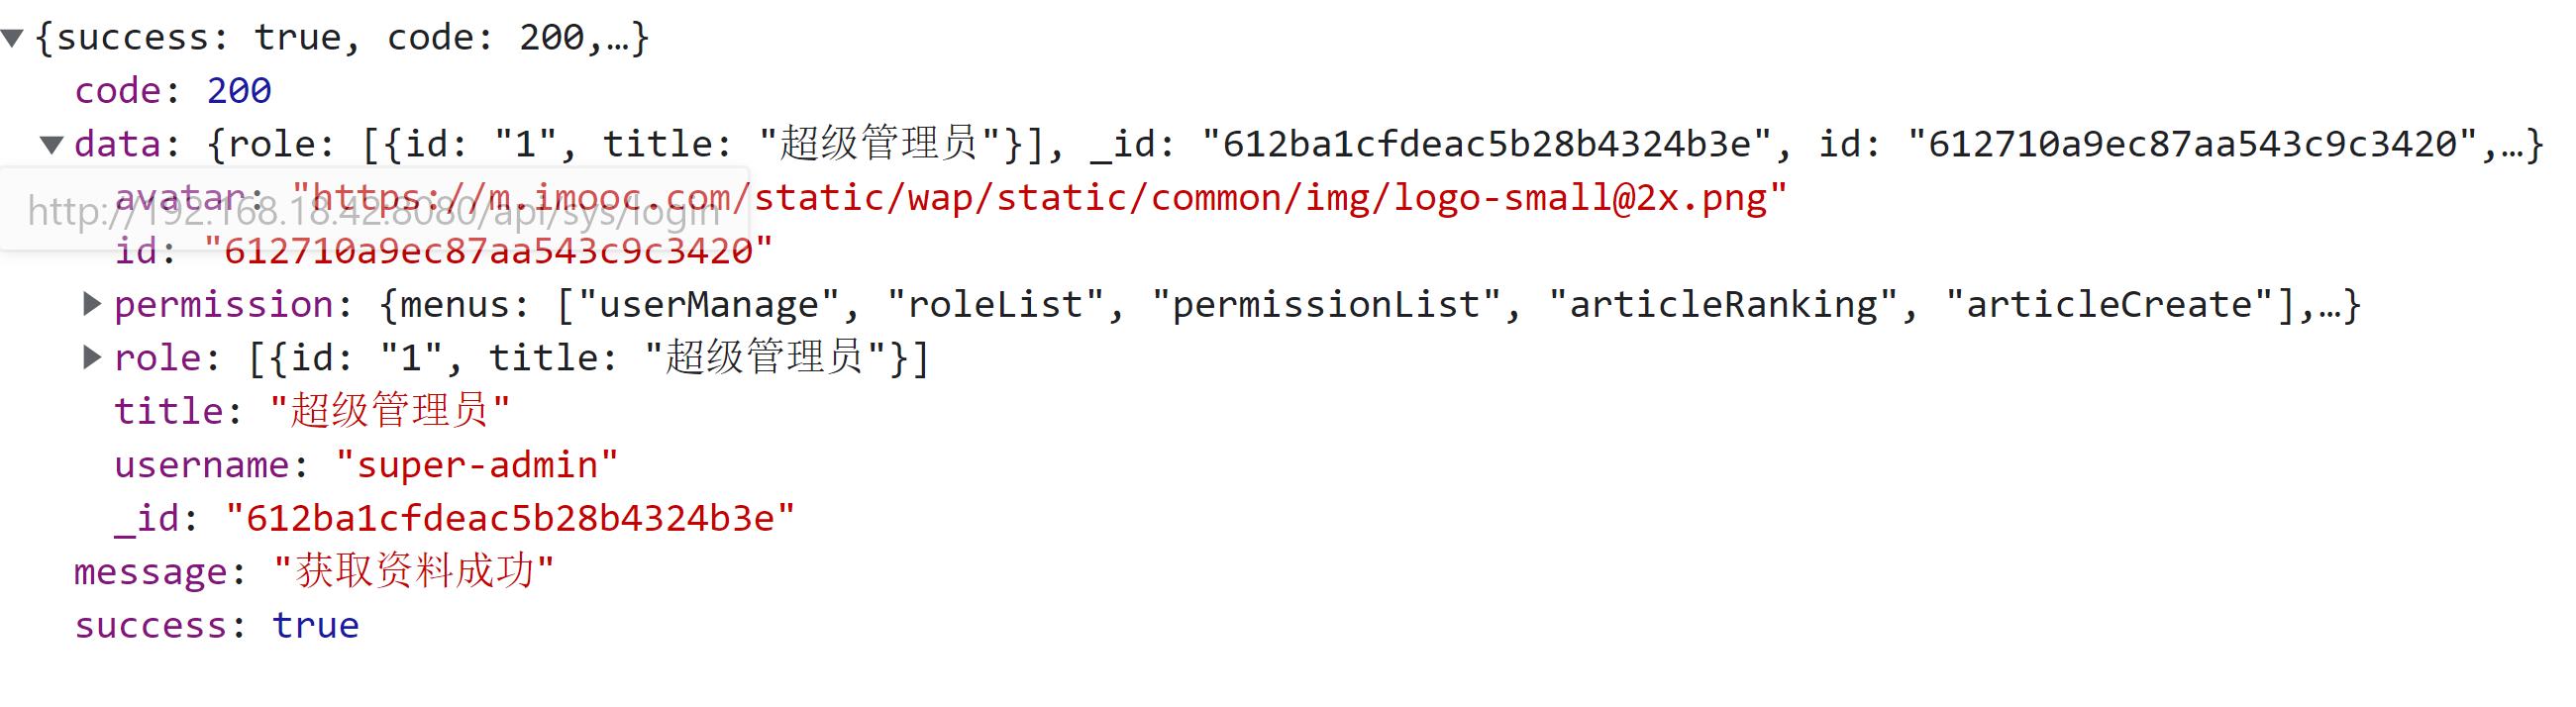 {success: true, code: 200,…}
code: 200
data: {role: [{id: "1", title: "超级管理员"}], _id: "612ba1cfdeac5b28b4324b3e", id: "612710a9ec87aa543c9c3420",…}
avatar: "https://m.imooc.com/static/wap/static/common/img/logo-small@2x.png"
http://192.168.18.42:8080/api/sys/login
id: "612710a9ec87aa543c9c3420"
permission: {menus: ["userManage", "roleList", "permissionList", "articleRanking", "articleCreate"],…}
role: [{id: "1", title: "超级管理员"}]
title: "超级管理员"
username: "super-admin"
_id: "612ba1cfdeac5b28b4324b3e"
message: "获取资料成功"
success: true